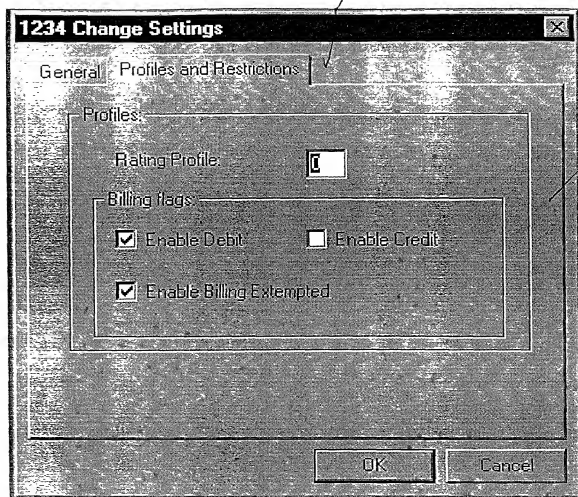 1234 Change Settings
General Profiles and Restrictions
Profiles:
Rating Profile: 0
Billing flags:
Enable Debit Enable Credit
Enable Billing Extempted
OK Cancel